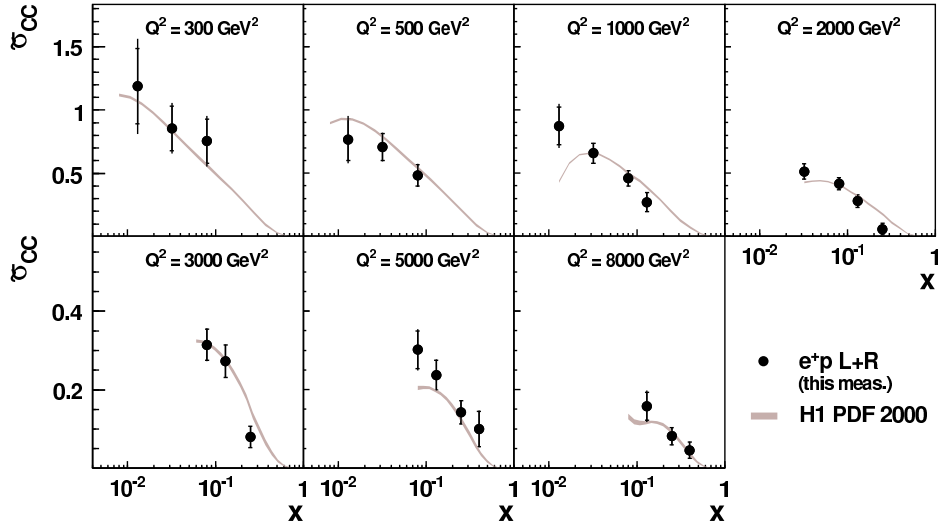 σ̃CC
Q² = 300 GeV²
Q² = 500 GeV²
Q² = 1000 GeV²
Q² = 2000 GeV²
1.5
1
0.5
10⁻² 10⁻¹ 1
x
σ̃CC
Q² = 3000 GeV²
Q² = 5000 GeV²
Q² = 8000 GeV²
0.4
0.2
e⁺p L+R
(this meas.)
H1 PDF 2000
10⁻² 10⁻¹ 1
10⁻² 10⁻¹ 1
10⁻² 10⁻¹ 1
x
x
x